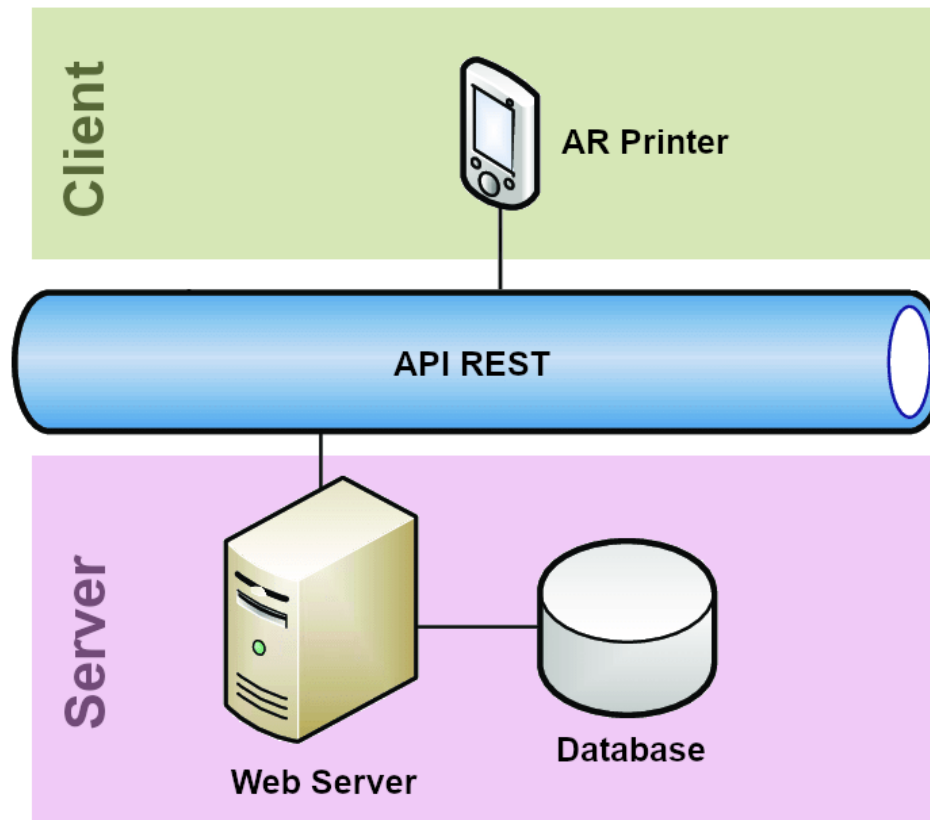 Client
AR Printer
API REST
Server
Web Server
Database